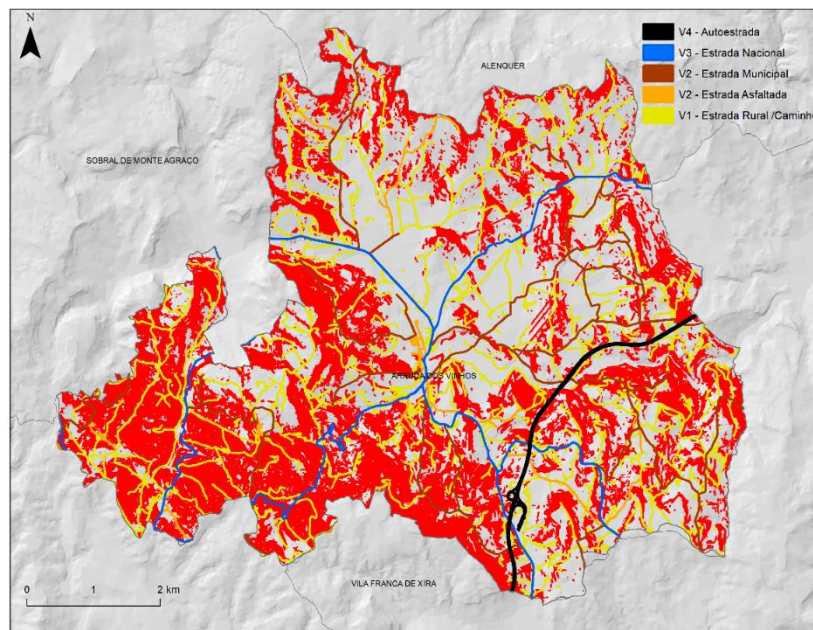 N
ALENQUER
SOBRAL DE MONTE AGRAÇO
ARRUDA DOS VINHOS
VILA FRANCA DE XIRA
V4 - Autoestrada
V3 - Estrada Nacional
V2 - Estrada Municipal
V2 - Estrada Asfaltada
V1 - Estrada Rural /Caminho
0 1 2 km